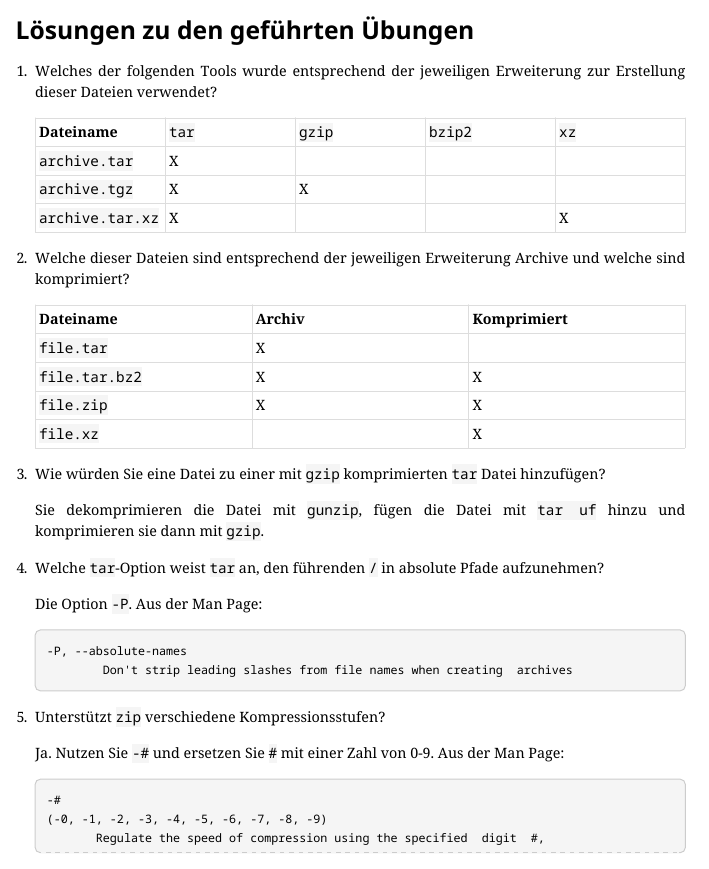 Lösungen zu den geführten Übungen
1. Welches der folgenden Tools wurde entsprechend der jeweiligen Erweiterung zur Erstellung
dieser Dateien verwendet?
Dateiname tar gzip bzip2 xz
archive.tar X
archive.tgz X X
archive.tar.xz X X
2. Welche dieser Dateien sind entsprechend der jeweiligen Erweiterung Archive und welche sind
komprimiert?
Dateiname Archiv Komprimiert
file.tar X
file.tar.bz2 X X
file.zip X X
file.xz X
3. Wie würden Sie eine Datei zu einer mit gzip komprimierten tar Datei hinzufügen?
Sie dekomprimieren die Datei mit gunzip, fügen die Datei mit tar uf hinzu und
komprimieren sie dann mit gzip.
4. Welche tar-Option weist tar an, den führenden / in absolute Pfade aufzunehmen?
Die Option -P. Aus der Man Page:
-P, --absolute-names
Don't strip leading slashes from file names when creating archives
5. Unterstützt zip verschiedene Kompressionsstufen?
Ja. Nutzen Sie -# und ersetzen Sie # mit einer Zahl von 0-9. Aus der Man Page:
-#
(-0, -1, -2, -3, -4, -5, -6, -7, -8, -9)
Regulate the speed of compression using the specified digit #,